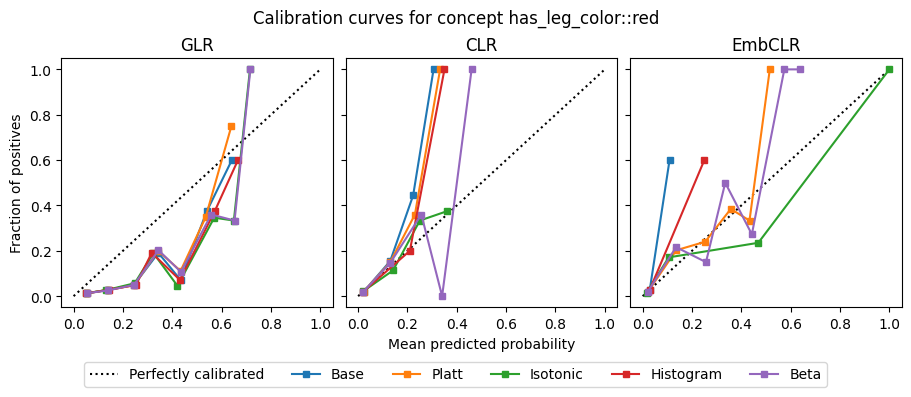 Calibration curves for concept has_leg_color::red
GLR
CLR
EmbCLR
Fraction of positives
1.0
0.8
0.6
0.4
0.2
0.0
0.0 0.2 0.4 0.6 0.8 1.0
0.0 0.2 0.4 0.6 0.8 1.0
0.0 0.2 0.4 0.6 0.8 1.0
Mean predicted probability
Perfectly calibrated Base Platt Isotonic Histogram Beta